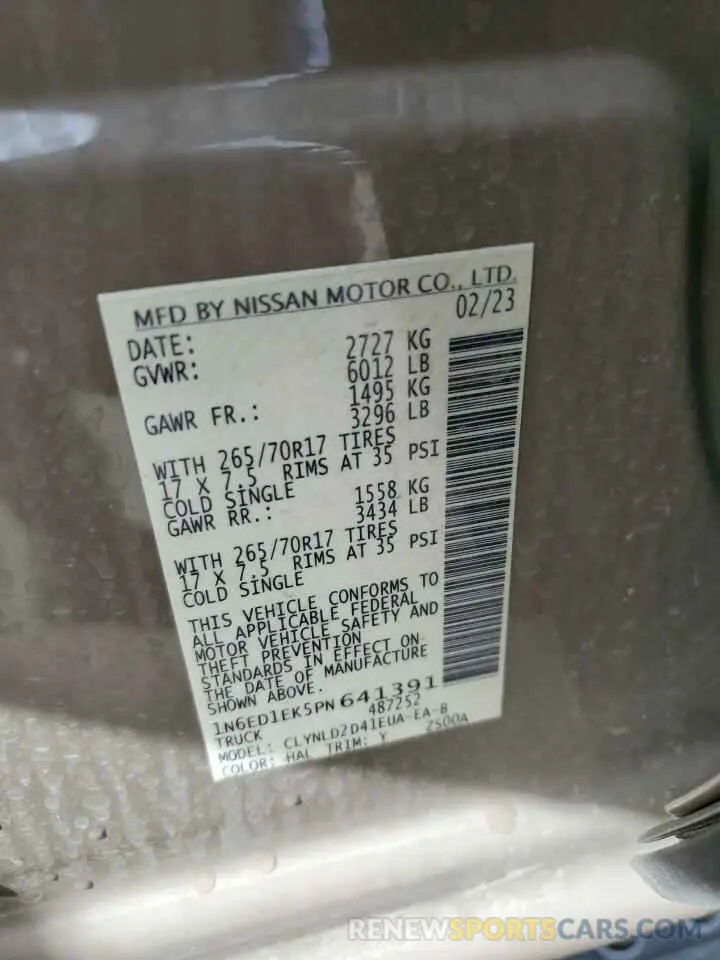 MFD BY NISSAN MOTOR CO., LTD.
DATE: 02/23
GVWR: 2727 KG
6012 LB
GAWR FR.: 1495 KG
3296 LB
WITH 265/70R17 TIRES
17 X 7.5 RIMS AT 35 PSI
COLD SINGLE
GAWR RR.: 1558 KG
3434 LB
WITH 265/70R17 TIRES
17 X 7.5 RIMS AT 35 PSI
COLD SINGLE
THIS VEHICLE CONFORMS TO
ALL APPLICABLE FEDERAL
MOTOR VEHICLE SAFETY AND
THEFT PREVENTION
STANDARDS IN EFFECT ON
THE DATE OF MANUFACTURE
SHOWN ABOVE.
1N6ED1EK5PN641391
TRUCK 487252
MODEL: CLYNLD2D41EUA-EA-B
COLOR: HAL TRIM: Y 2500A
RENEWSPORTSCARS.COM